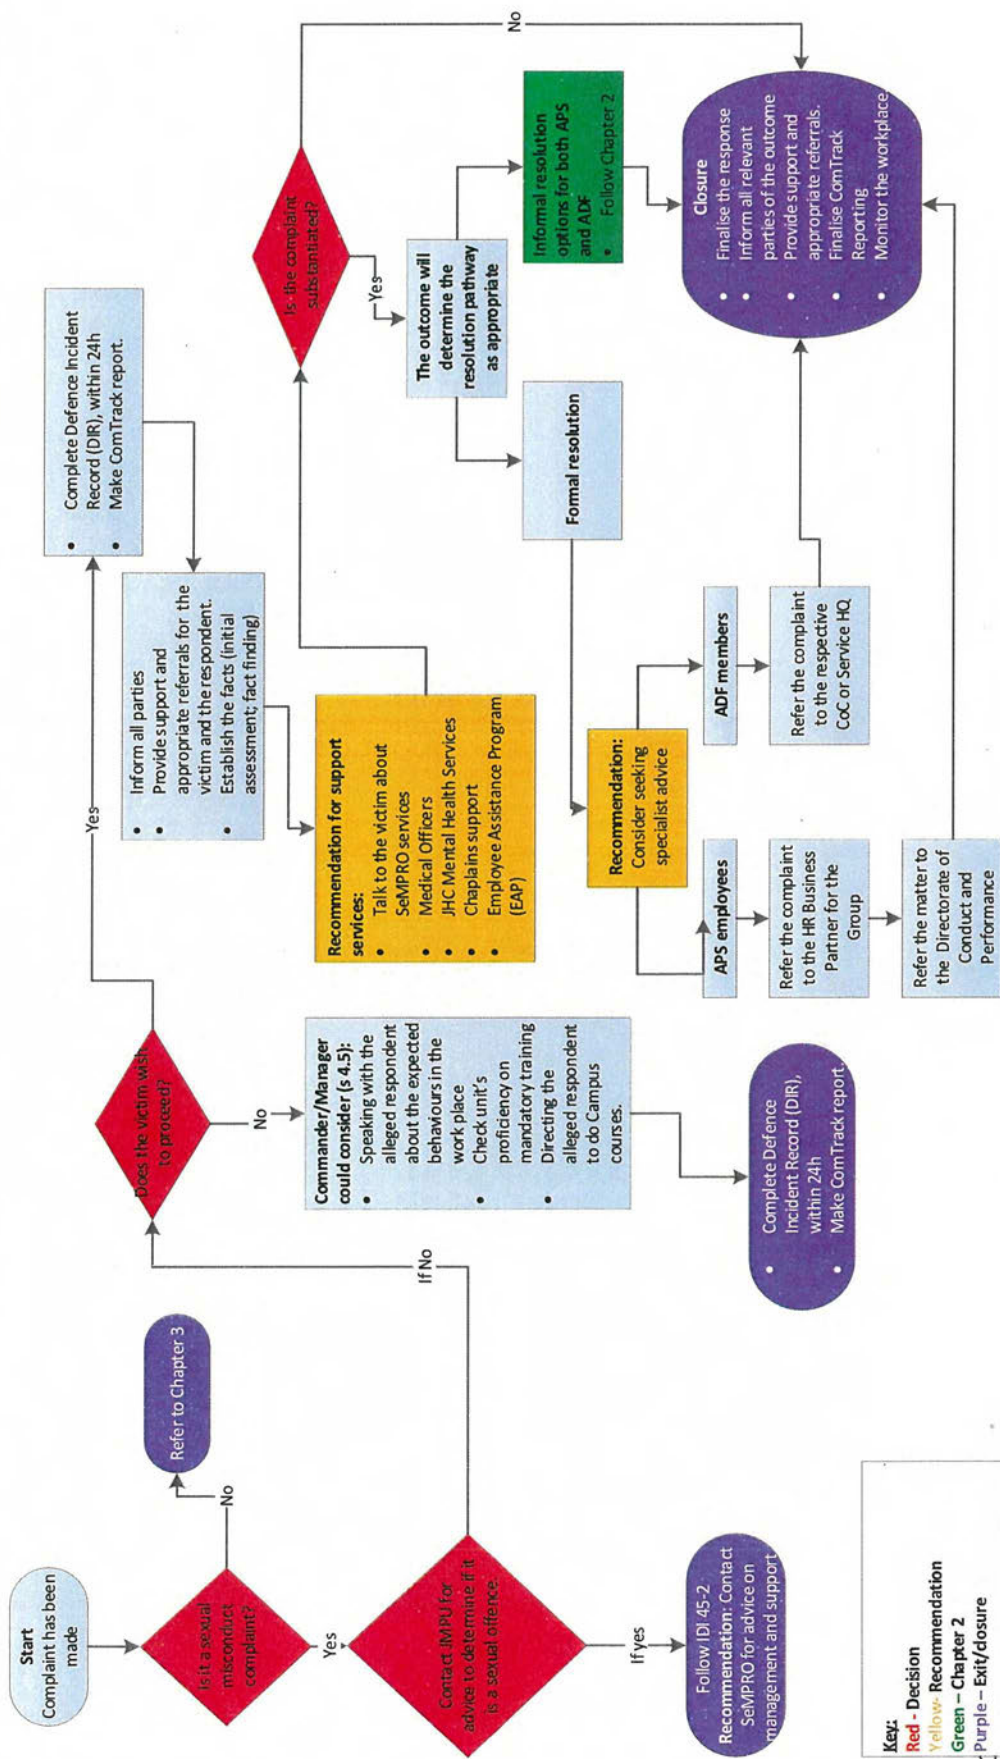 Start
Complaint has been
made
Is it a sexual
misconduct
complaint?
No
Refer to Chapter 3
Yes
Contact JMPU for
advice to determine if it
is a sexual offence.
If yes
Follow IDI 45-2
Recommendation: Contact
SeMPRO for advice on
management and support
If No
Does the victim wish
to proceed?
No
Commander/Manager
could consider (s 4.5):
• Speaking with the
alleged respondent
about the expected
behaviours in the
work place
• Check unit's
proficiency on
mandatory training
• Directing the
alleged respondent
to do Campus
courses.
• Complete Defence
Incident Record (DIR),
within 24h
• Make ComTrack report.
Yes
• Complete Defence Incident
Record (DIR), within 24h
• Make ComTrack report.
• Inform all parties
• Provide support and
appropriate referrals for the
victim and the respondent.
• Establish the facts (initial
assessment; fact finding)
Recommendation for support
services:
• Talk to the victim about
SeMPRO services
• Medical Officers
• JHC Mental Health Services
• Chaplains support
• Employee Assistance Program
(EAP)
Is the complaint
substantiated?
No
Yes
The outcome will
determine the
resolution pathway
as appropriate
Informal resolution
options for both APS
and ADF
• Follow Chapter 2
Formal resolution
Recommendation:
Consider seeking
specialist advice
APS employees
Refer the complaint
to the HR Business
Partner for the
Group
Refer the matter to
the Directorate of
Conduct and
Performance
ADF members
Refer the complaint
to the respective
CoC or Service HQ
Closure
• Finalise the response
• Inform all relevant
parties of the outcome
• Provide support and
appropriate referrals.
• Finalise ComTrack
Reporting
• Monitor the workplace.
Key:
Red - Decision
Yellow- Recommendation
Green – Chapter 2
Purple – Exit/closure